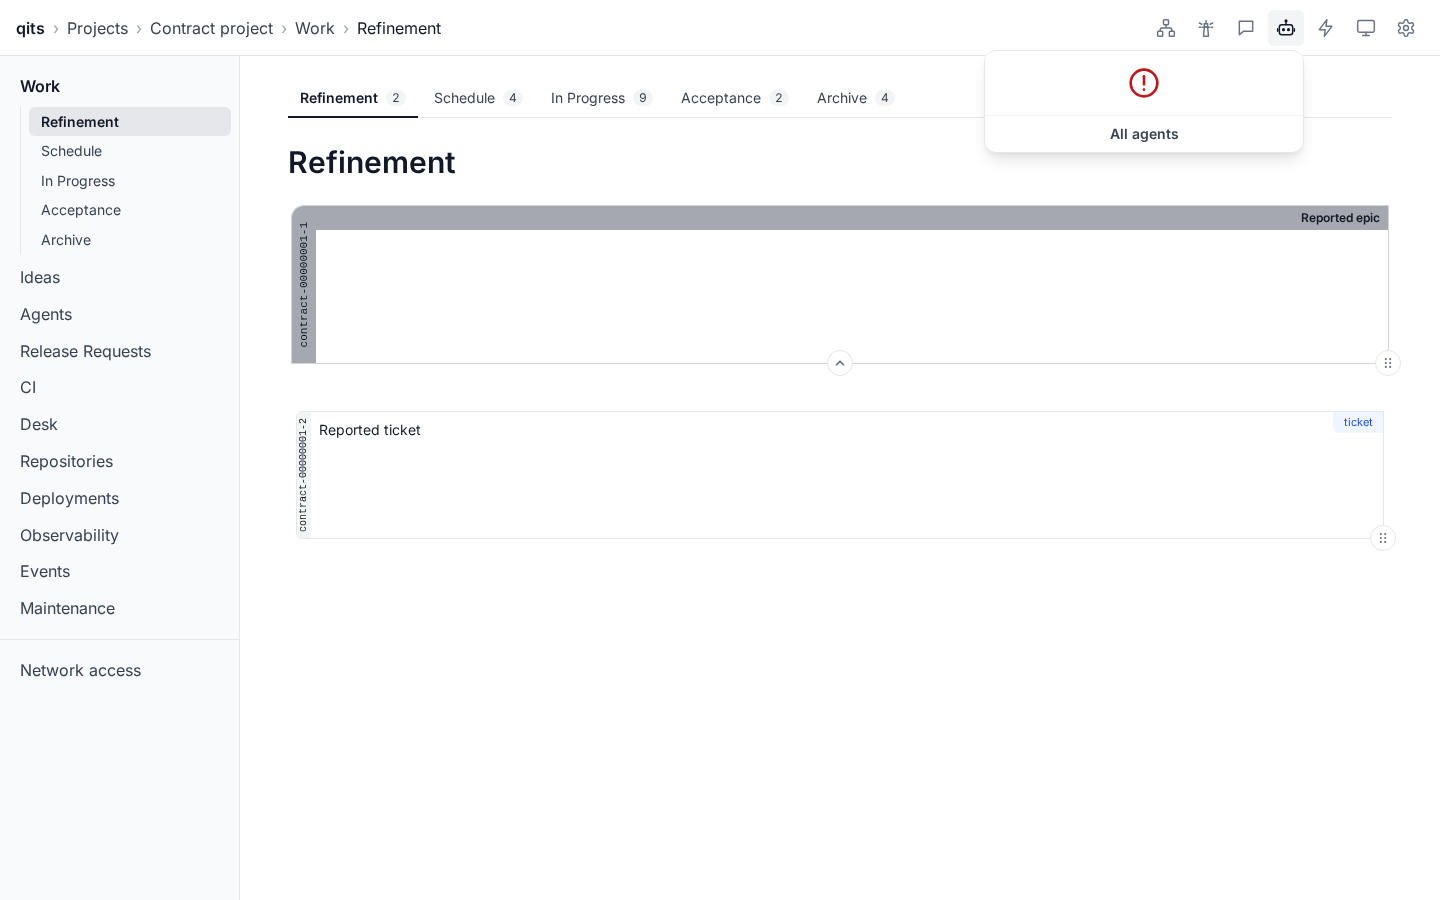 qits › Projects › Contract project › Work › Refinement
All agents
Work
Refinement
Schedule
In Progress
Acceptance
Archive
Ideas
Agents
Release Requests
CI
Desk
Repositories
Deployments
Observability
Events
Maintenance
Network access
Refinement 2 Schedule 4 In Progress 9 Acceptance 2 Archive 4
Refinement
Reported epic
contract-00000001-1
contract-00000001-2
Reported ticket
ticket